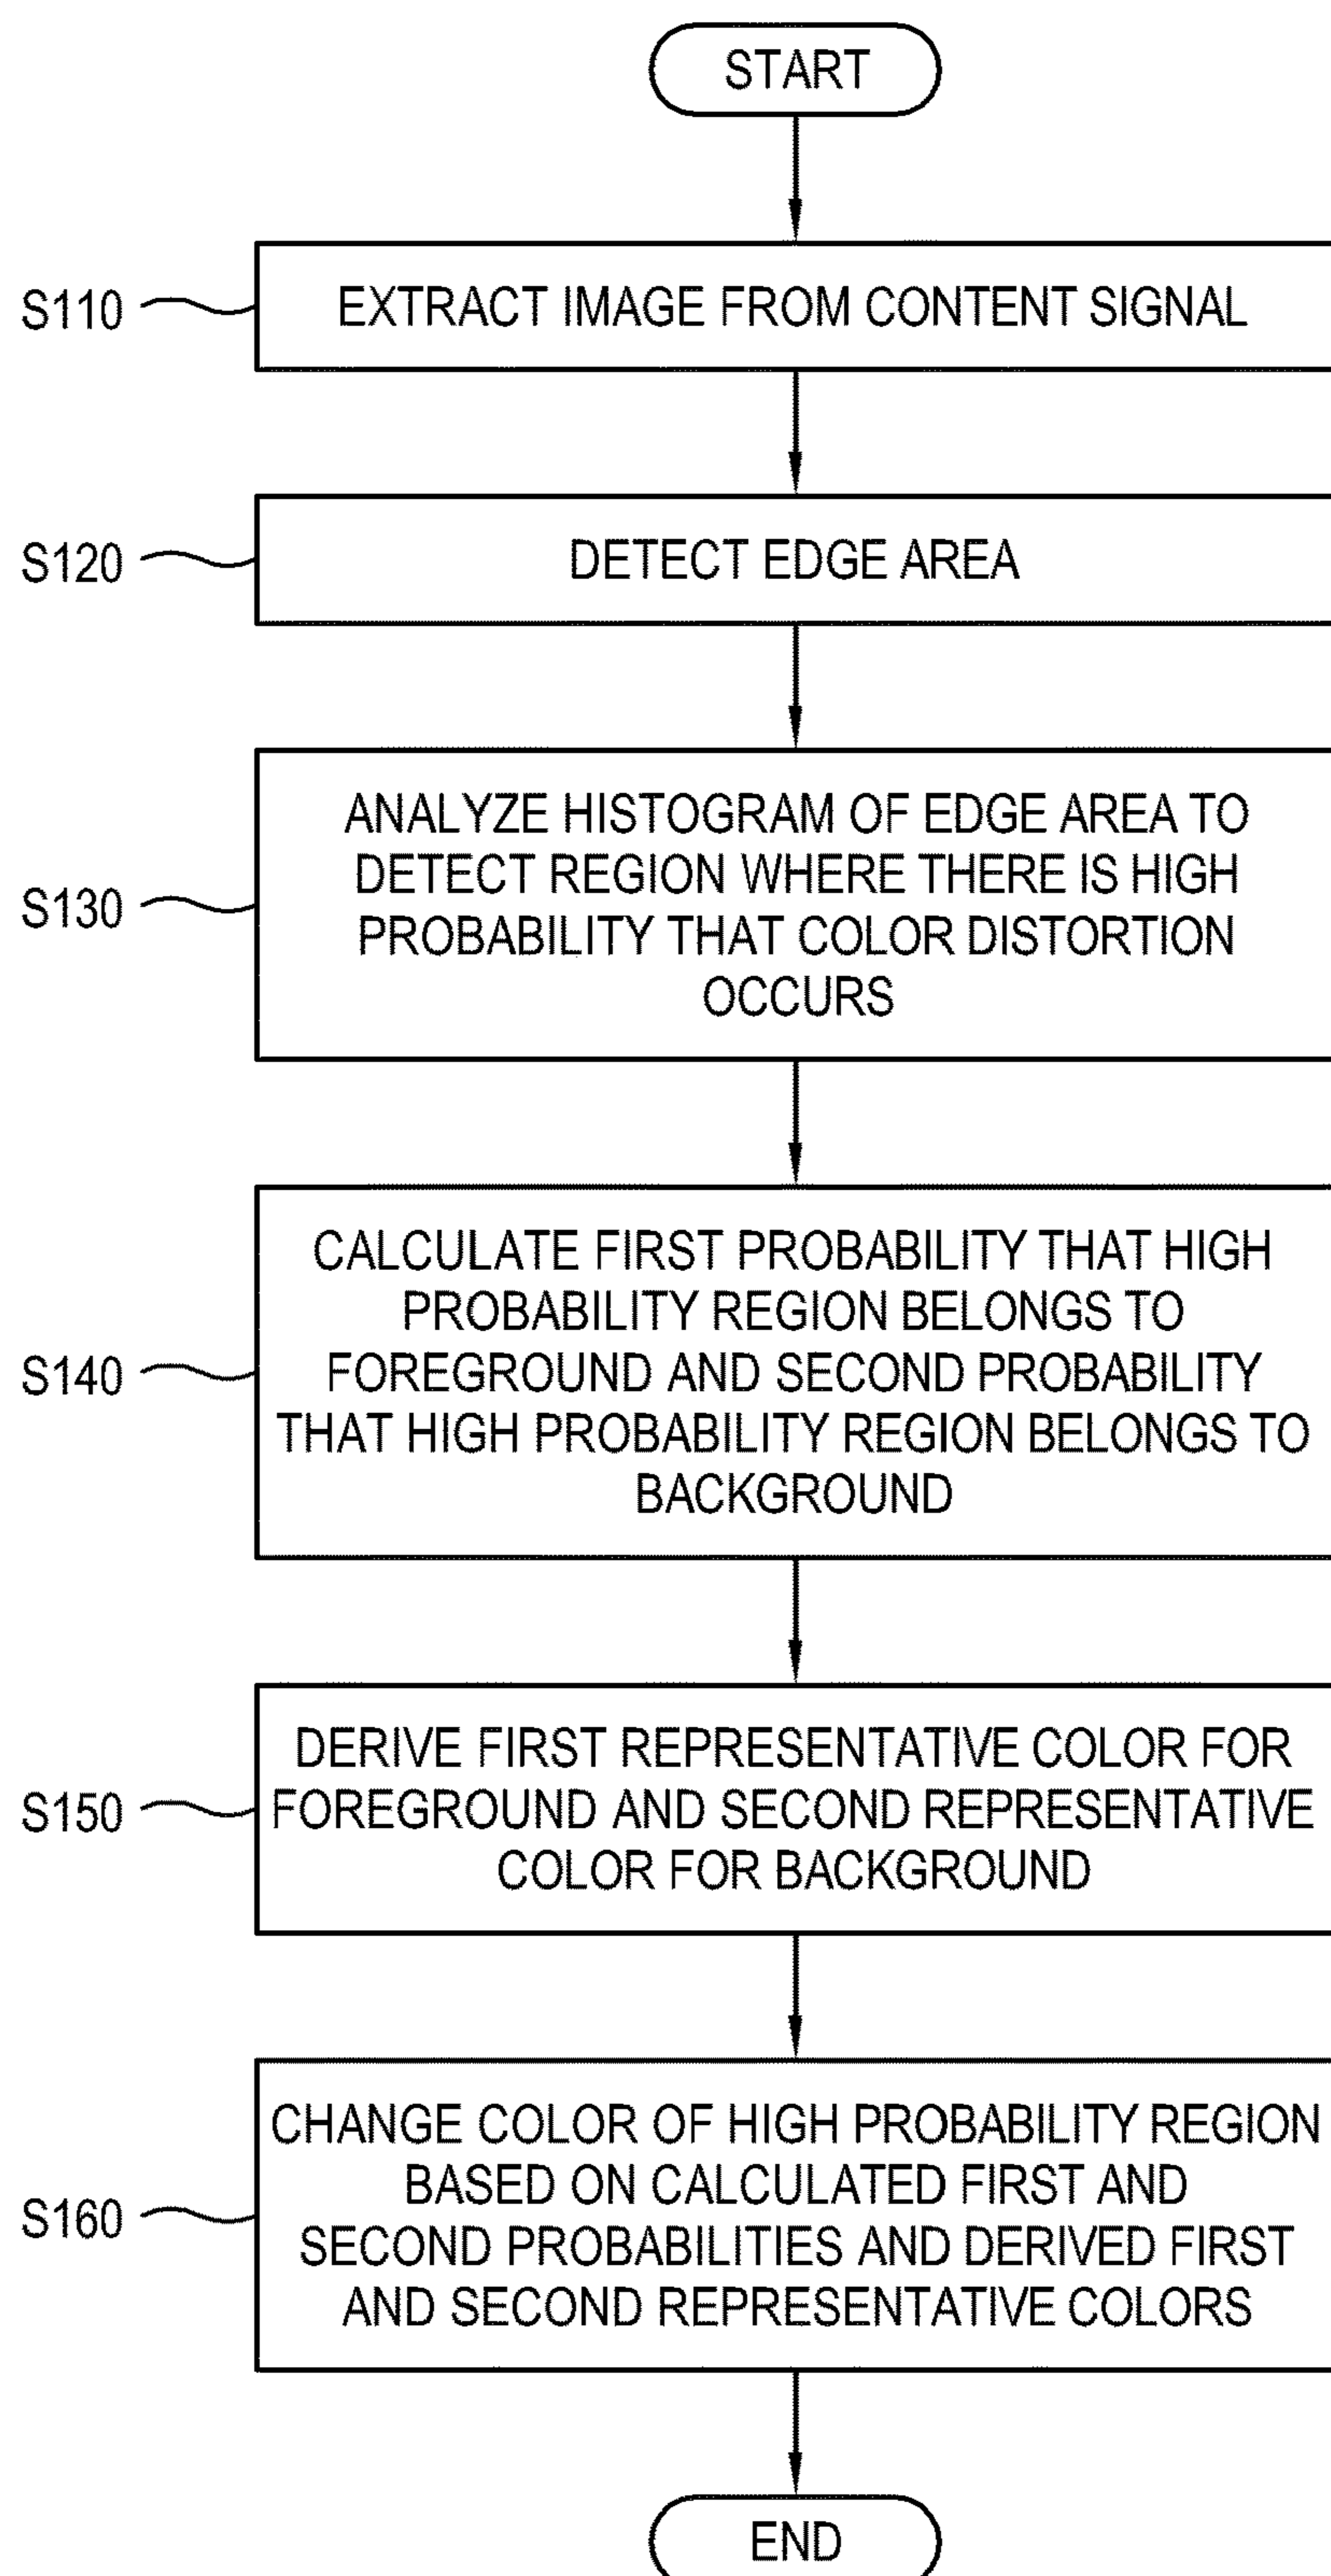 START
S110
EXTRACT IMAGE FROM CONTENT SIGNAL
S120
DETECT EDGE AREA
S130
ANALYZE HISTOGRAM OF EDGE AREA TO
DETECT REGION WHERE THERE IS HIGH
PROBABILITY THAT COLOR DISTORTION
OCCURS
S140
CALCULATE FIRST PROBABILITY THAT HIGH
PROBABILITY REGION BELONGS TO
FOREGROUND AND SECOND PROBABILITY
THAT HIGH PROBABILITY REGION BELONGS TO
BACKGROUND
S150
DERIVE FIRST REPRESENTATIVE COLOR FOR
FOREGROUND AND SECOND REPRESENTATIVE
COLOR FOR BACKGROUND
S160
CHANGE COLOR OF HIGH PROBABILITY REGION
BASED ON CALCULATED FIRST AND
SECOND PROBABILITIES AND DERIVED FIRST
AND SECOND REPRESENTATIVE COLORS
END